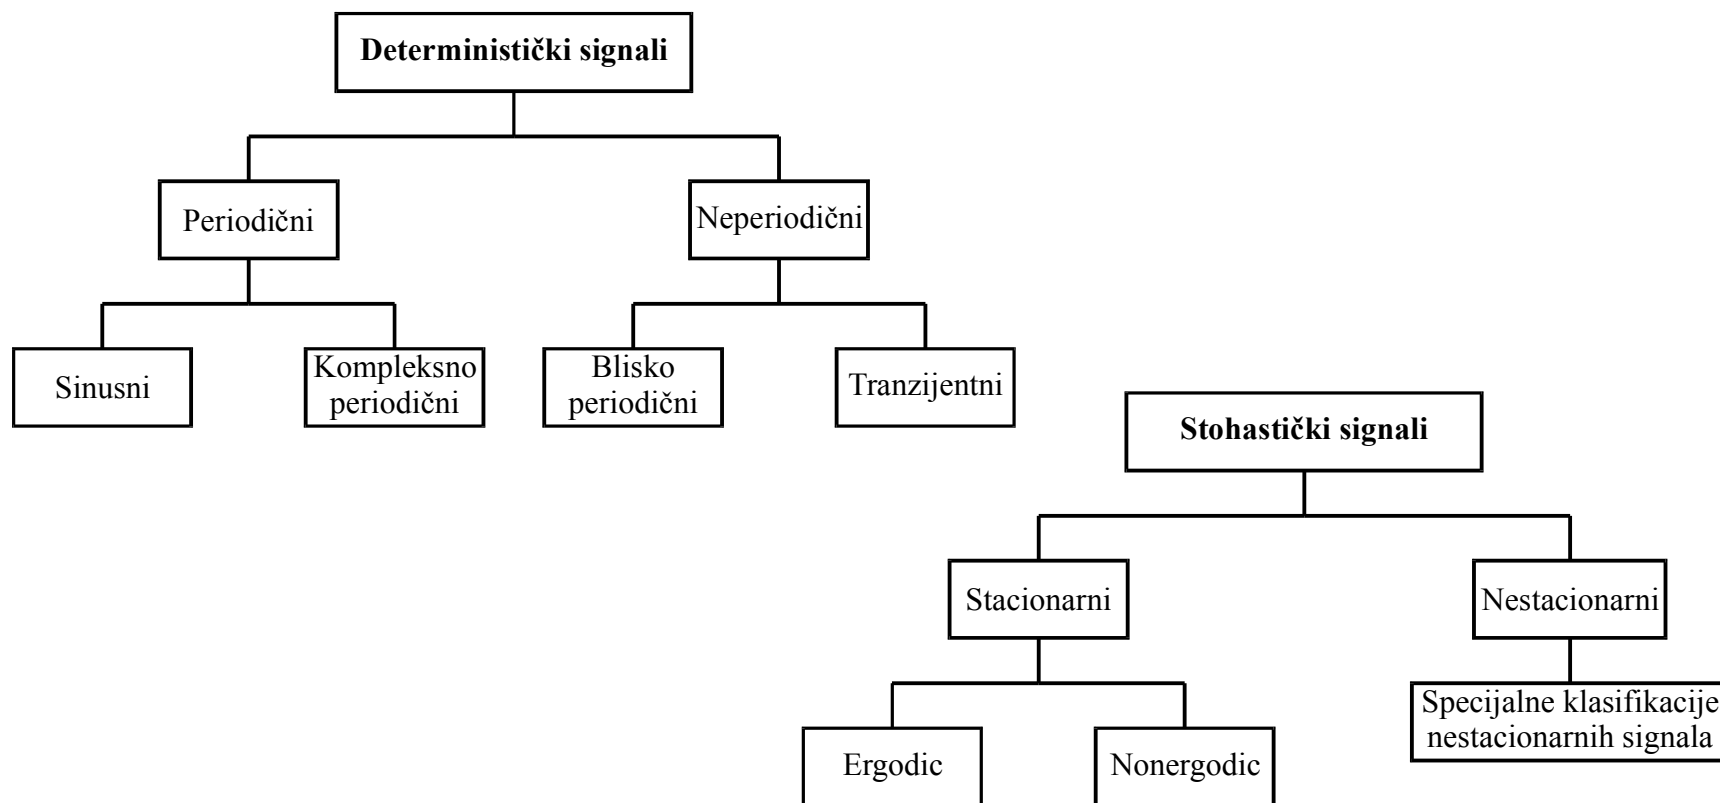 Deterministički signali
Periodični
Neperiodični
Sinusni
Kompleksno
periodični
Blisko
periodični
Tranzijentni
Stohastički signali
Stacionarni
Nestacionarni
Specijalne klasifikacije
nestacionarnih signala
Ergodic
Nonergodic